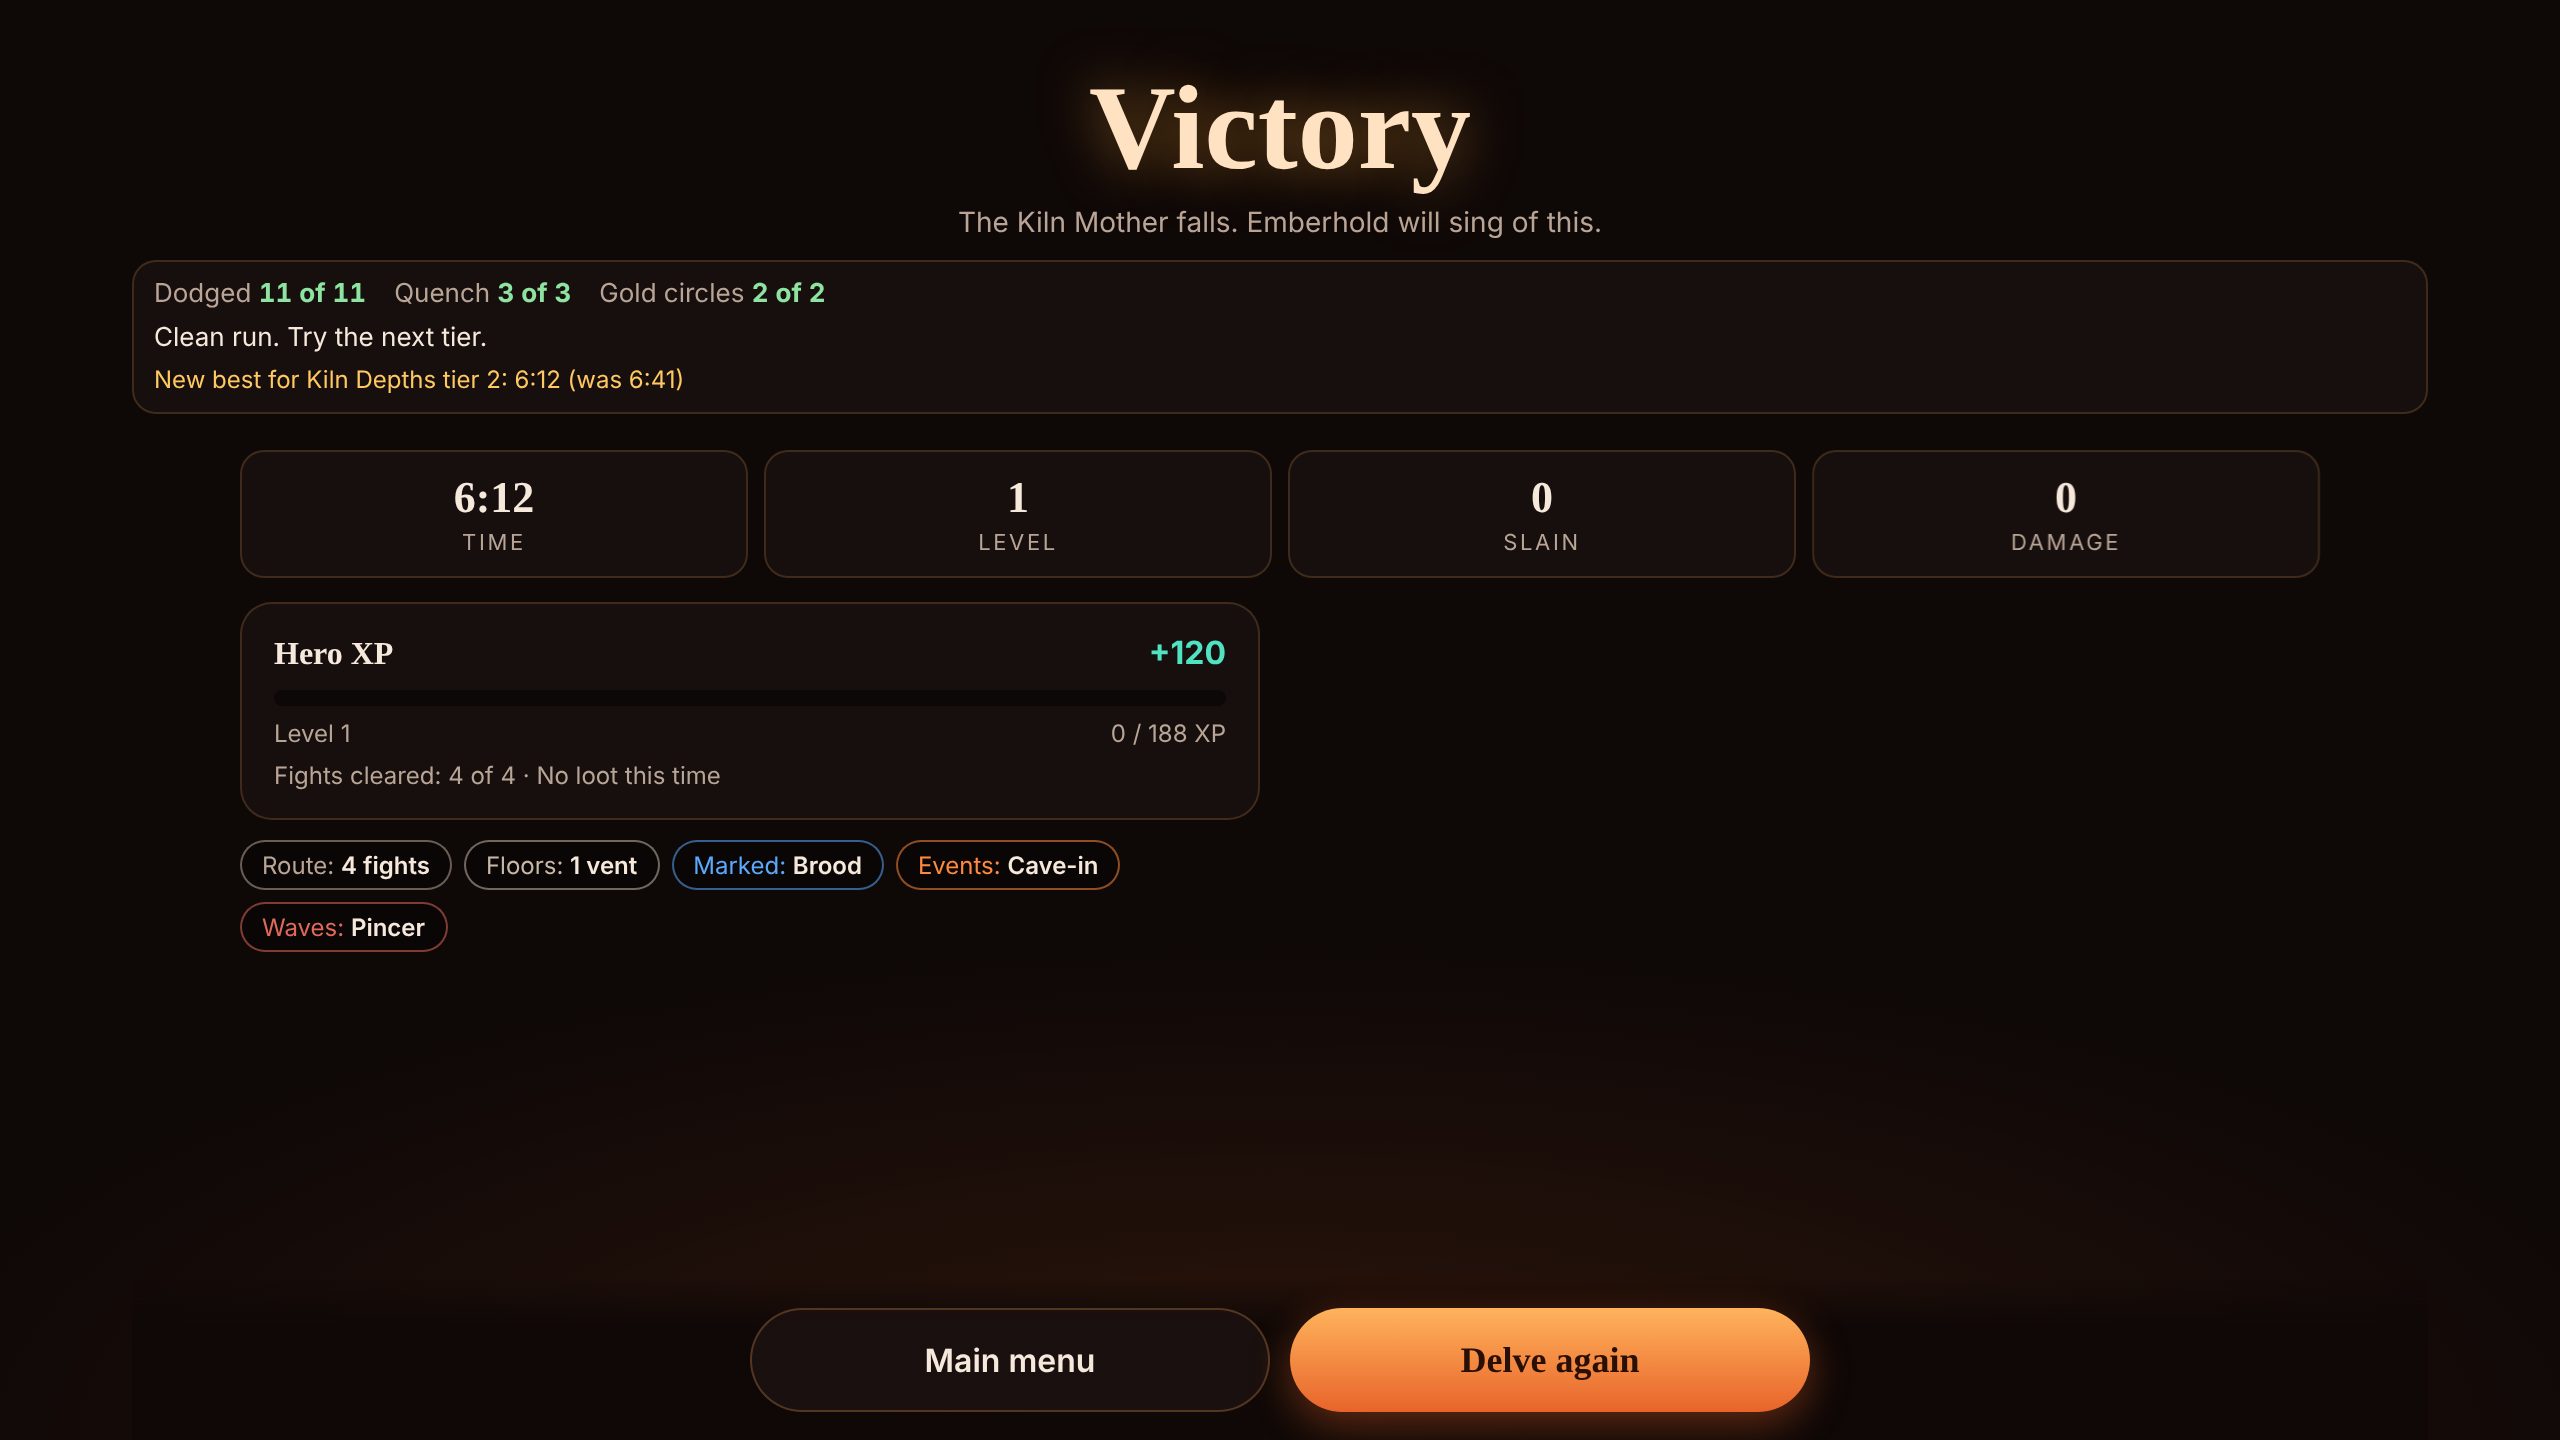 Victory
The Kiln Mother falls. Emberhold will sing of this.
Dodged 11 of 11 Quench 3 of 3 Gold circles 2 of 2
Clean run. Try the next tier.
New best for Kiln Depths tier 2: 6:12 (was 6:41)
6:12
TIME
1
LEVEL
0
SLAIN
0
DAMAGE
Hero XP +120
Level 1 0 / 188 XP
Fights cleared: 4 of 4 · No loot this time
Route: 4 fights Floors: 1 vent Marked: Brood Events: Cave-in
Waves: Pincer
Main menu Delve again